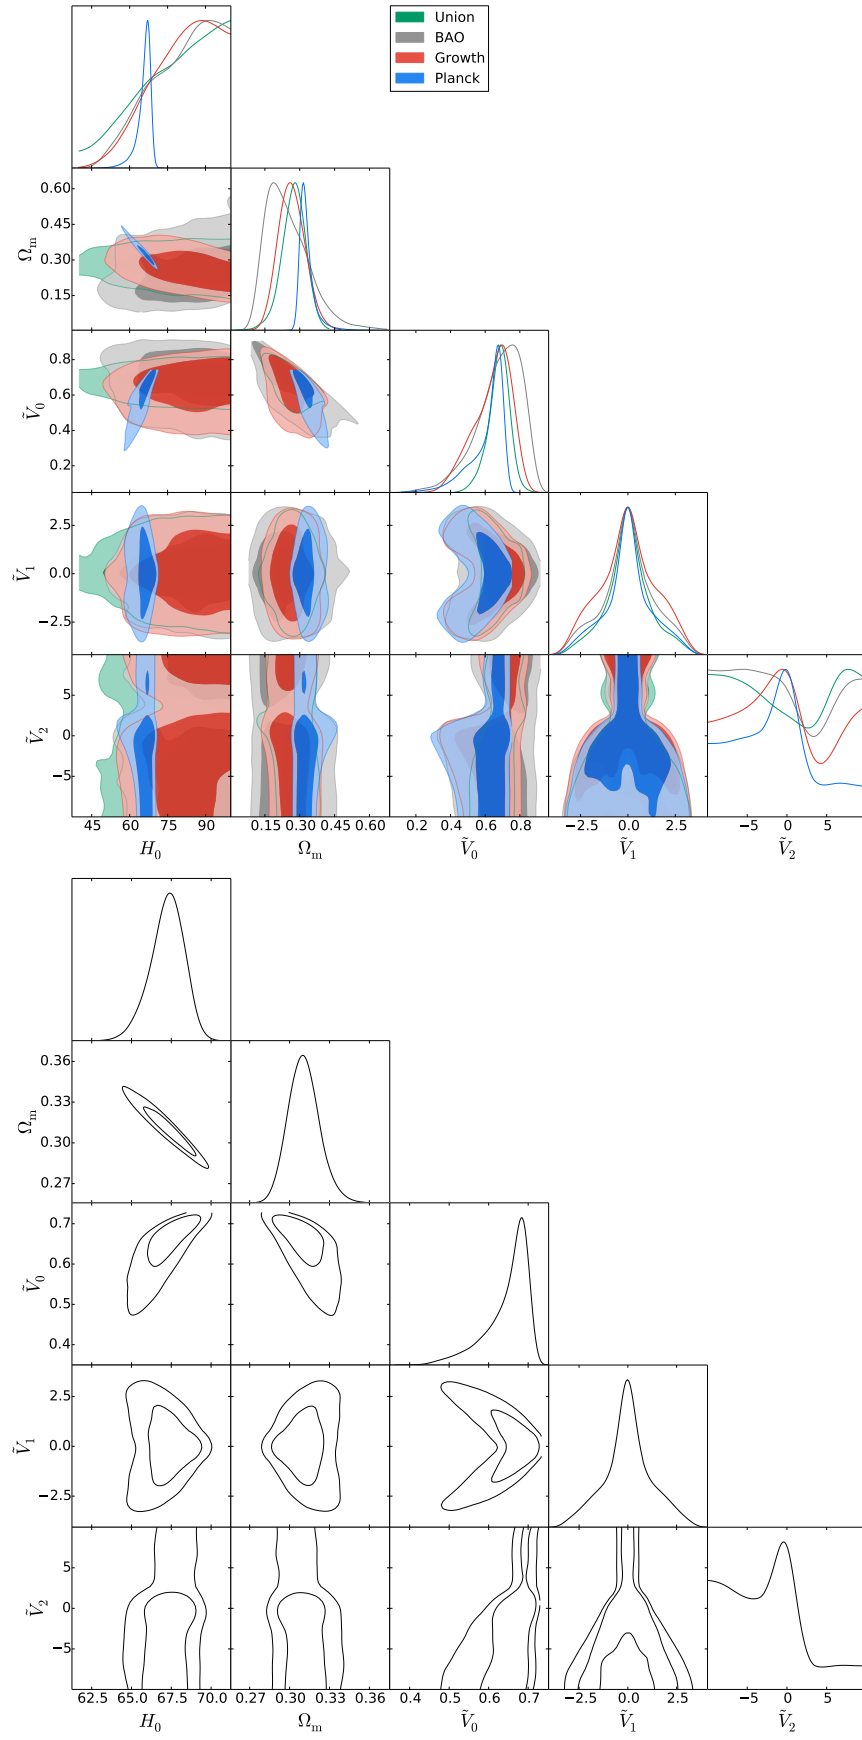 Union
BAO
Growth
Planck
0.60
0.45
0.30
0.15
Ωm
0.8
0.6
0.4
0.2
Ṽ0
2.5
0.0
−2.5
Ṽ1
5
0
−5
Ṽ2
45 60 75 90 0.15 0.30 0.45 0.60 0.2 0.4 0.6 0.8 −2.5 0.0 2.5 −5 0 5
H0 Ωm Ṽ0 Ṽ1 Ṽ2
0.36
0.33
0.30
0.27
Ωm
0.7
0.6
0.5
0.4
Ṽ0
2.5
0.0
−2.5
Ṽ1
5
0
−5
Ṽ2
62.5 65.0 67.5 70.0 0.27 0.30 0.33 0.36 0.4 0.5 0.6 0.7 −2.5 0.0 2.5 −5 0 5
H0 Ωm Ṽ0 Ṽ1 Ṽ2